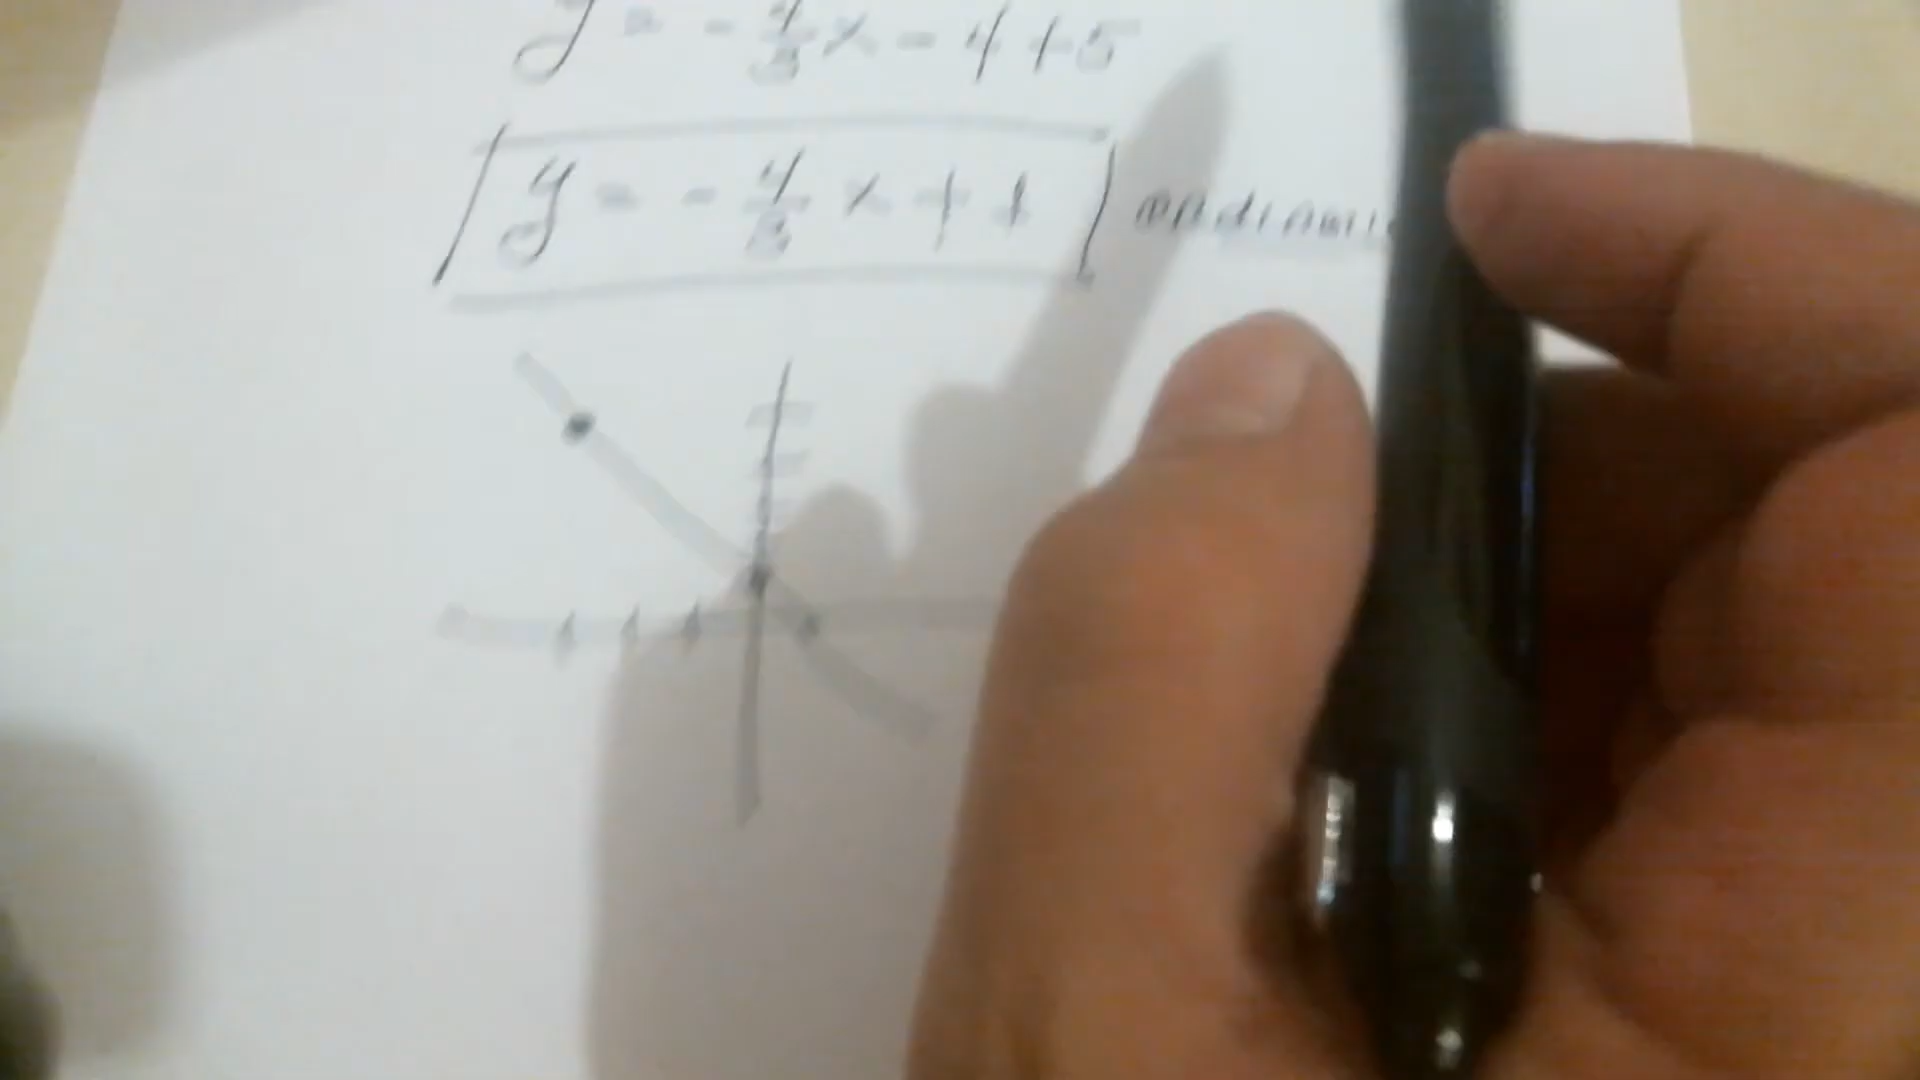 y = - 4/3 x - 4 + 5
y = - 4/3 x + 1